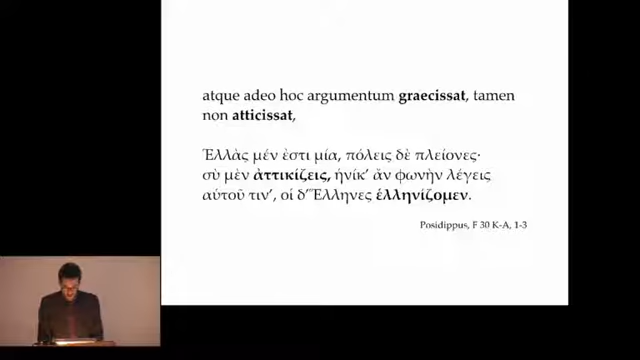 atque adeo hoc argumentum graecissat, tamen
non atticissat,
Ἑλλὰς μέν ἐστι μία, πόλεις δὲ πλείονες·
σὺ μὲν ἀττικίζεις, ἡνίκ’ ἂν φωνὴν λέγεις
αὑτοῦ τιν’, οἱ δ’ Ἕλληνες ἑλληνίζομεν.
Posidippus, F 30 K-A, 1-3